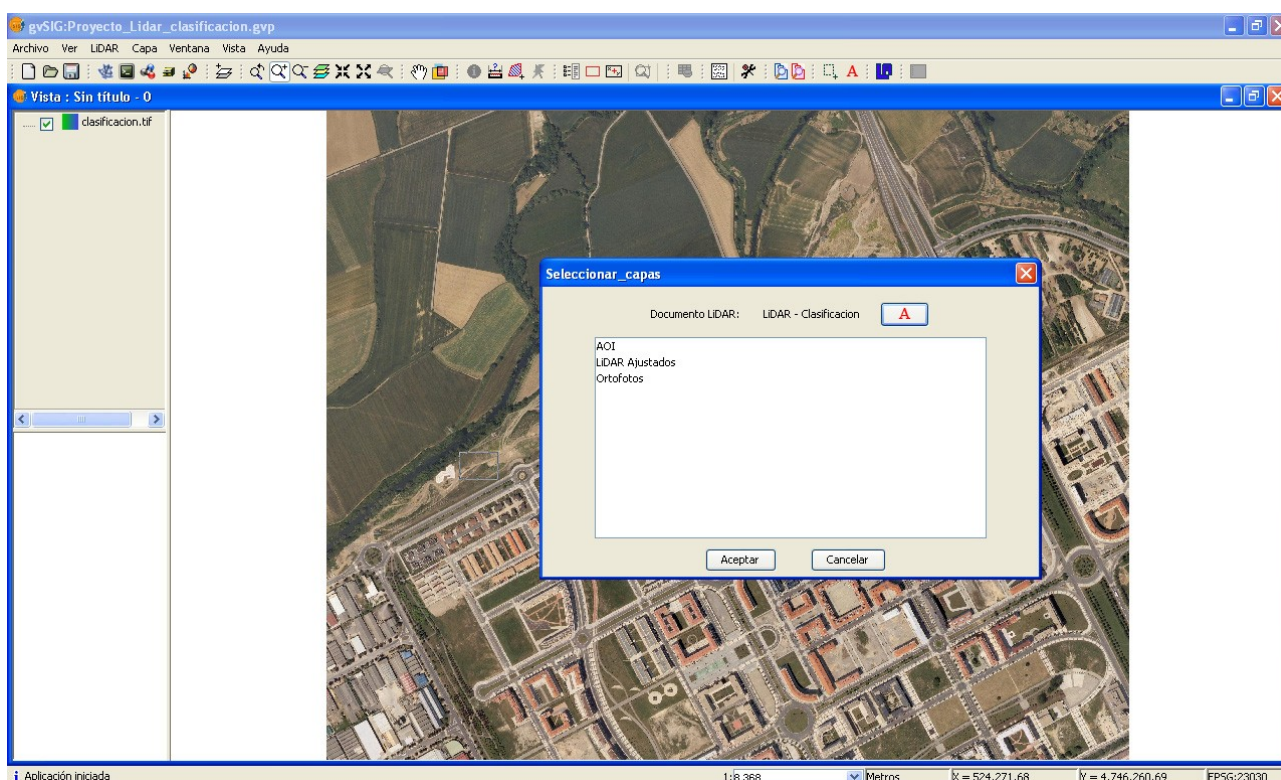 gvSIG:Proyecto_Lidar_clasificacion.gvp
Archivo Ver LiDAR Capa Ventana Vista Ayuda
A
Vista : Sin título - 0
clasificacion.tif
Seleccionar_capas
Documento LiDAR: LiDAR - Clasificacion A
AOI
LiDAR Ajustados
Ortofotos
Aceptar Cancelar
Aplicación iniciada 1:8.368 Metros X = 524.271,68 Y = 4.746.260,09 EPSG:23030